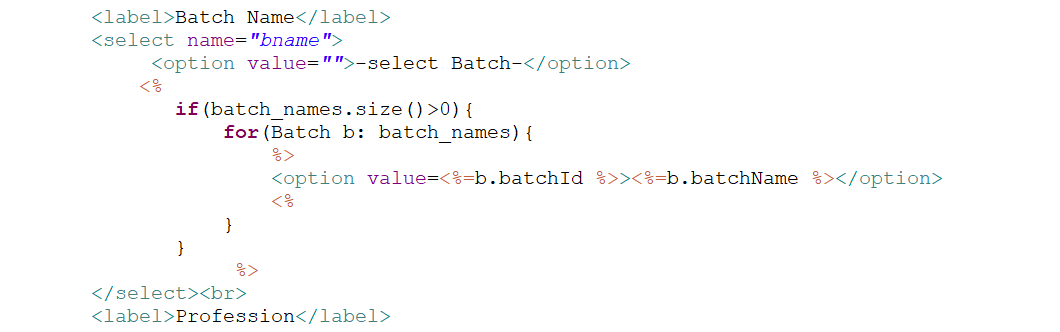 <label>Batch Name</label>
<select name="bname">
<option value="">-select Batch-</option>
<%
if(batch_names.size()>0){
for(Batch b: batch_names){
%>
<option value=<%=b.batchId %>><%=b.batchName %></option>
<%
}
}
%>
</select><br>
<label>Profession</label>